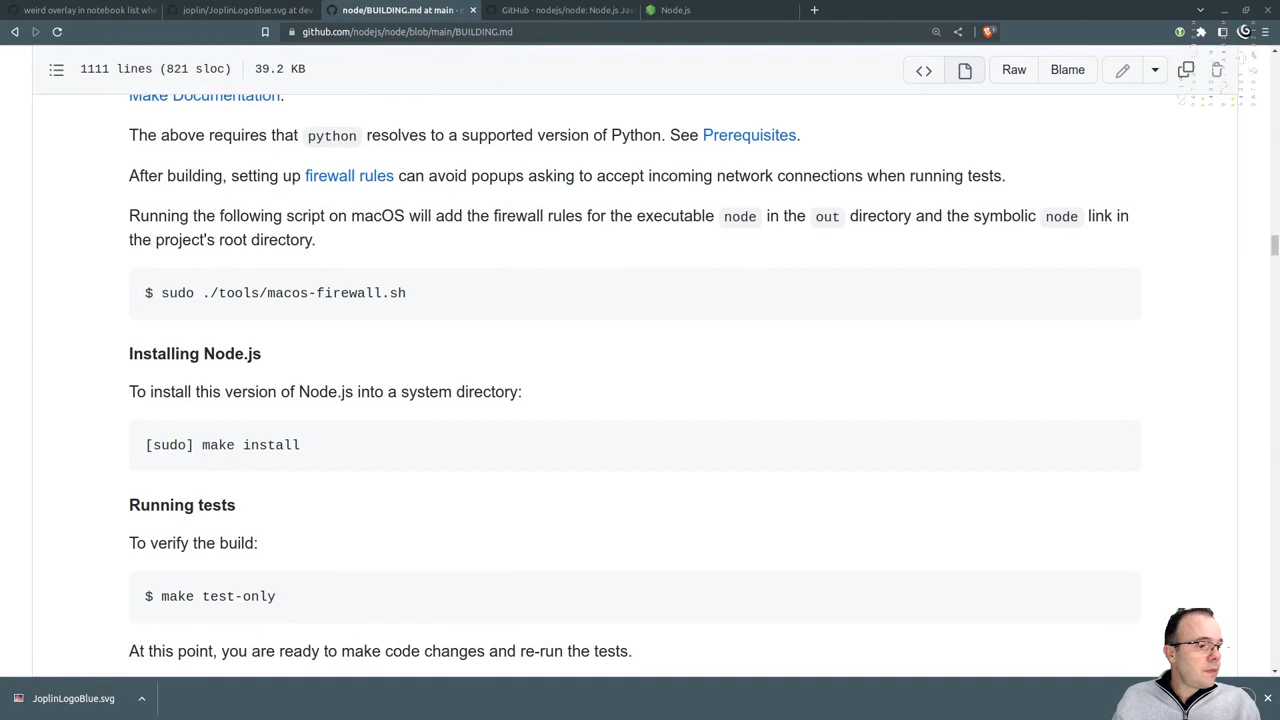 weird overlay in notebook list whe
joplin/JoplinLogoBlue.svg at dev
node/BUILDING.md at main · n
GitHub - nodejs/node: Node.js Jav
Node.js
github.com/nodejs/node/blob/main/BUILDING.md
1111 lines (821 sloc) 39.2 KB
Raw Blame
Make Documentation.
The above requires that python resolves to a supported version of Python. See Prerequisites.
After building, setting up firewall rules can avoid popups asking to accept incoming network connections when running tests.
Running the following script on macOS will add the firewall rules for the executable node in the out directory and the symbolic node link in
the project's root directory.
$ sudo ./tools/macos-firewall.sh
Installing Node.js
To install this version of Node.js into a system directory:
[sudo] make install
Running tests
To verify the build:
$ make test-only
At this point, you are ready to make code changes and re-run the tests.
JoplinLogoBlue.svg